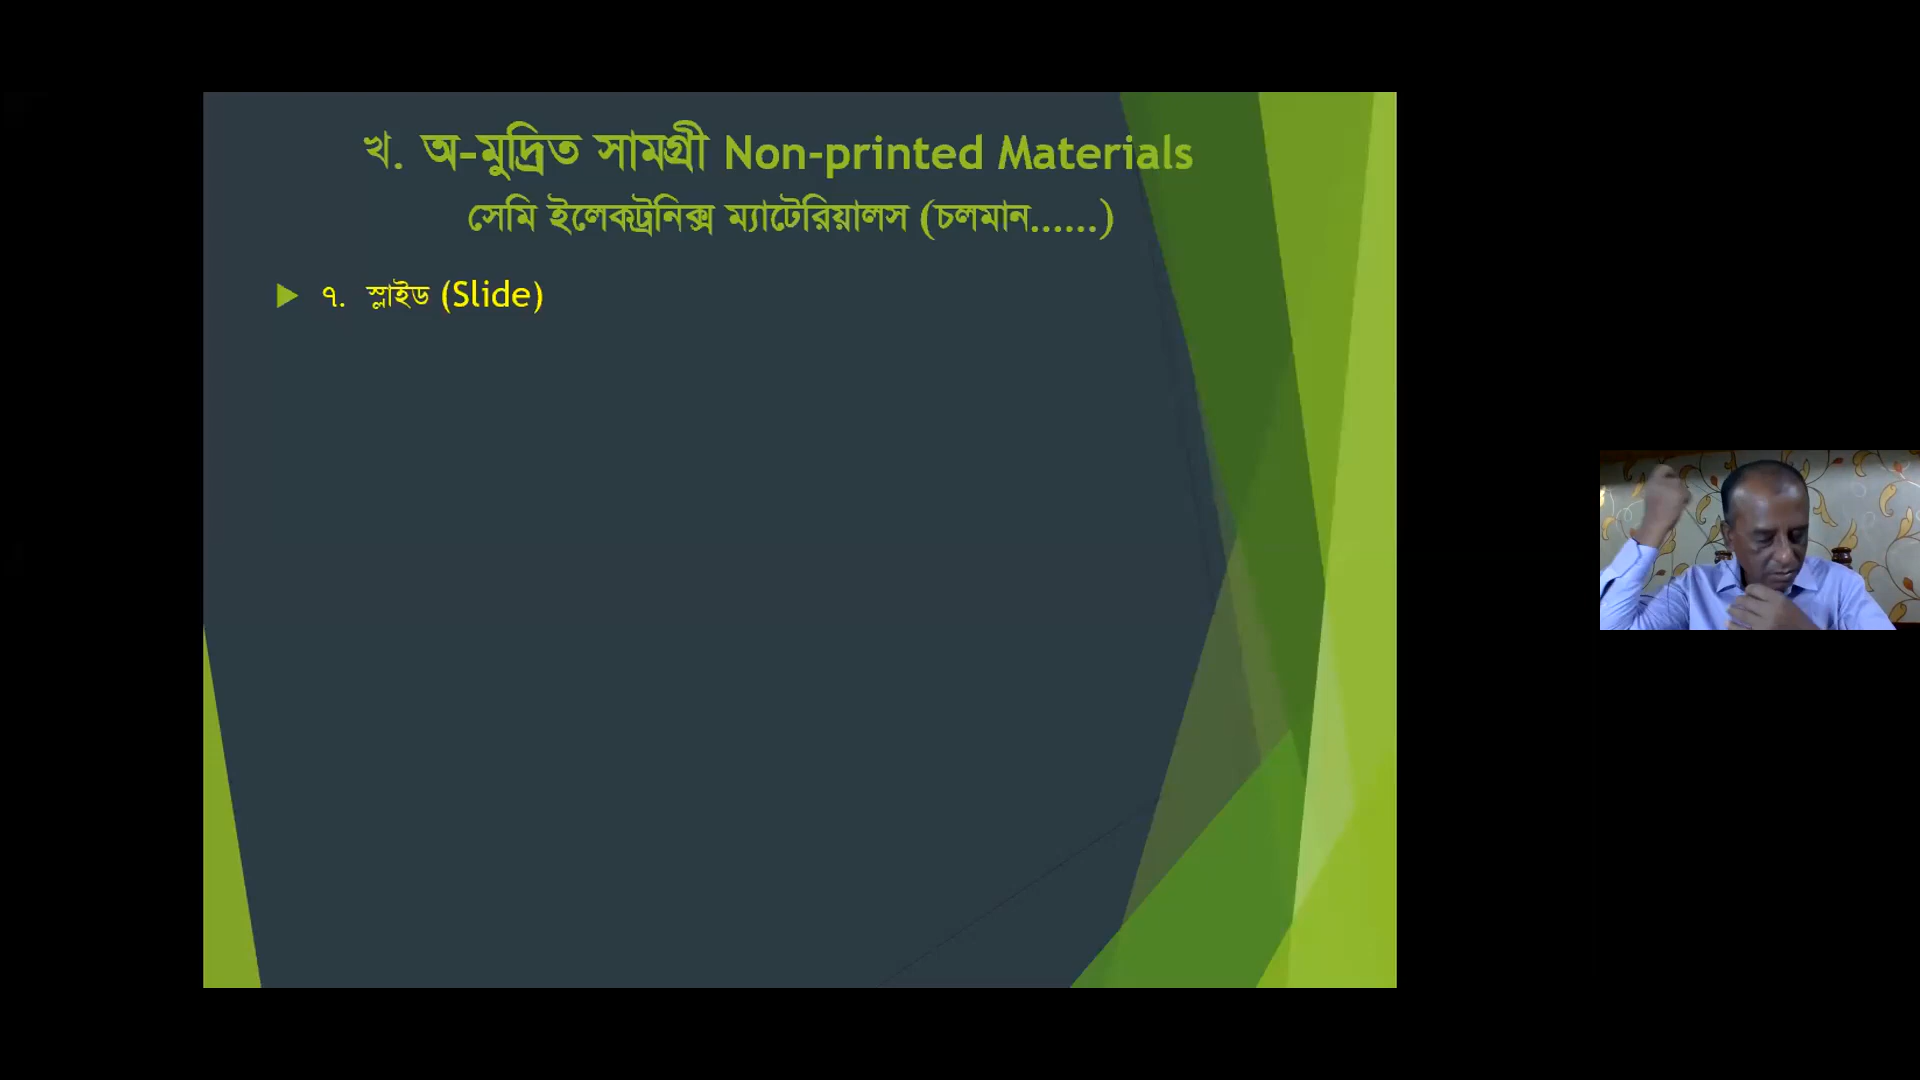 খ. অ-মুদ্রিত সামগ্রী Non-printed Materials
সেমি ইলেকট্রনিক্স ম্যাটেরিয়ালস (চলমান......)
৭. স্লাইড (Slide)